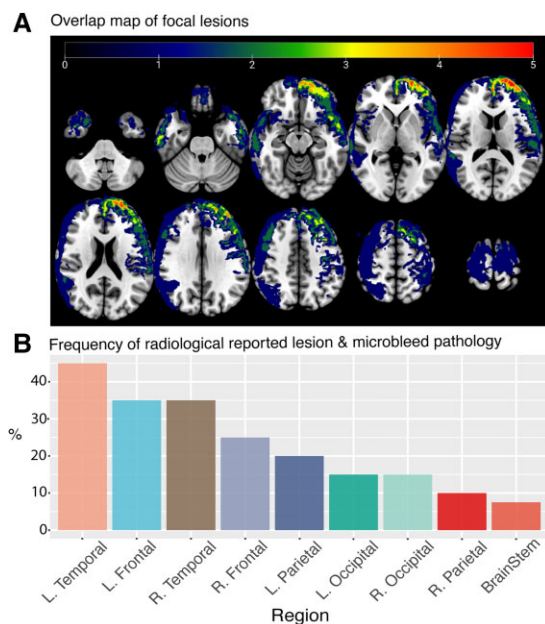 A Overlap map of focal lesions
0 1 2 3 4 5
B Frequency of radiological reported lesion & microbleed pathology
%
40
30
20
10
0
L. Temporal
L. Frontal
R. Temporal
R. Frontal
L. Parietal
L. Occipital
R. Occipital
R. Parietal
BrainStem
Region